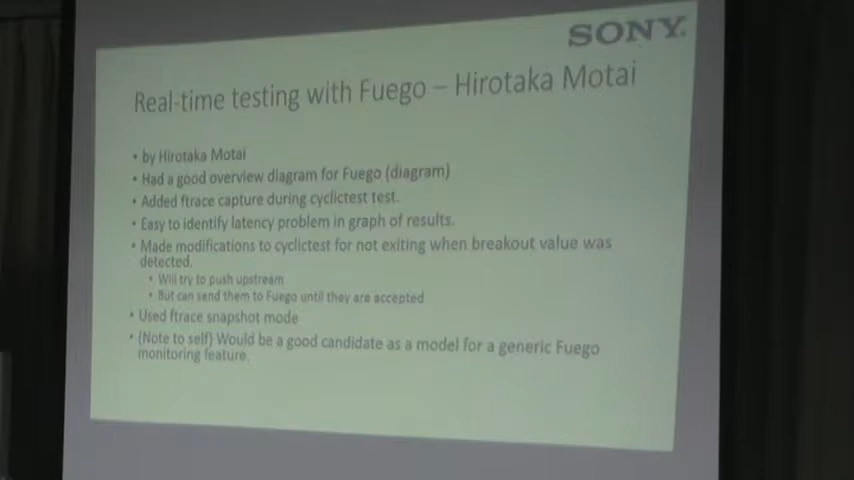 SONY
Real-time testing with Fuego – Hirotaka Motai
• by Hirotaka Motai
• Had a good overview diagram for Fuego (diagram)
• Added ftrace capture during cyclictest test.
• Easy to identify latency problem in graph of results.
• Made modifications to cyclictest for not exiting when breakout value was
detected.
• Will try to push upstream
• But can send them to Fuego until they are accepted
• Used ftrace snapshot mode
• (Note to self) Would be a good candidate as a model for a generic Fuego
monitoring feature.